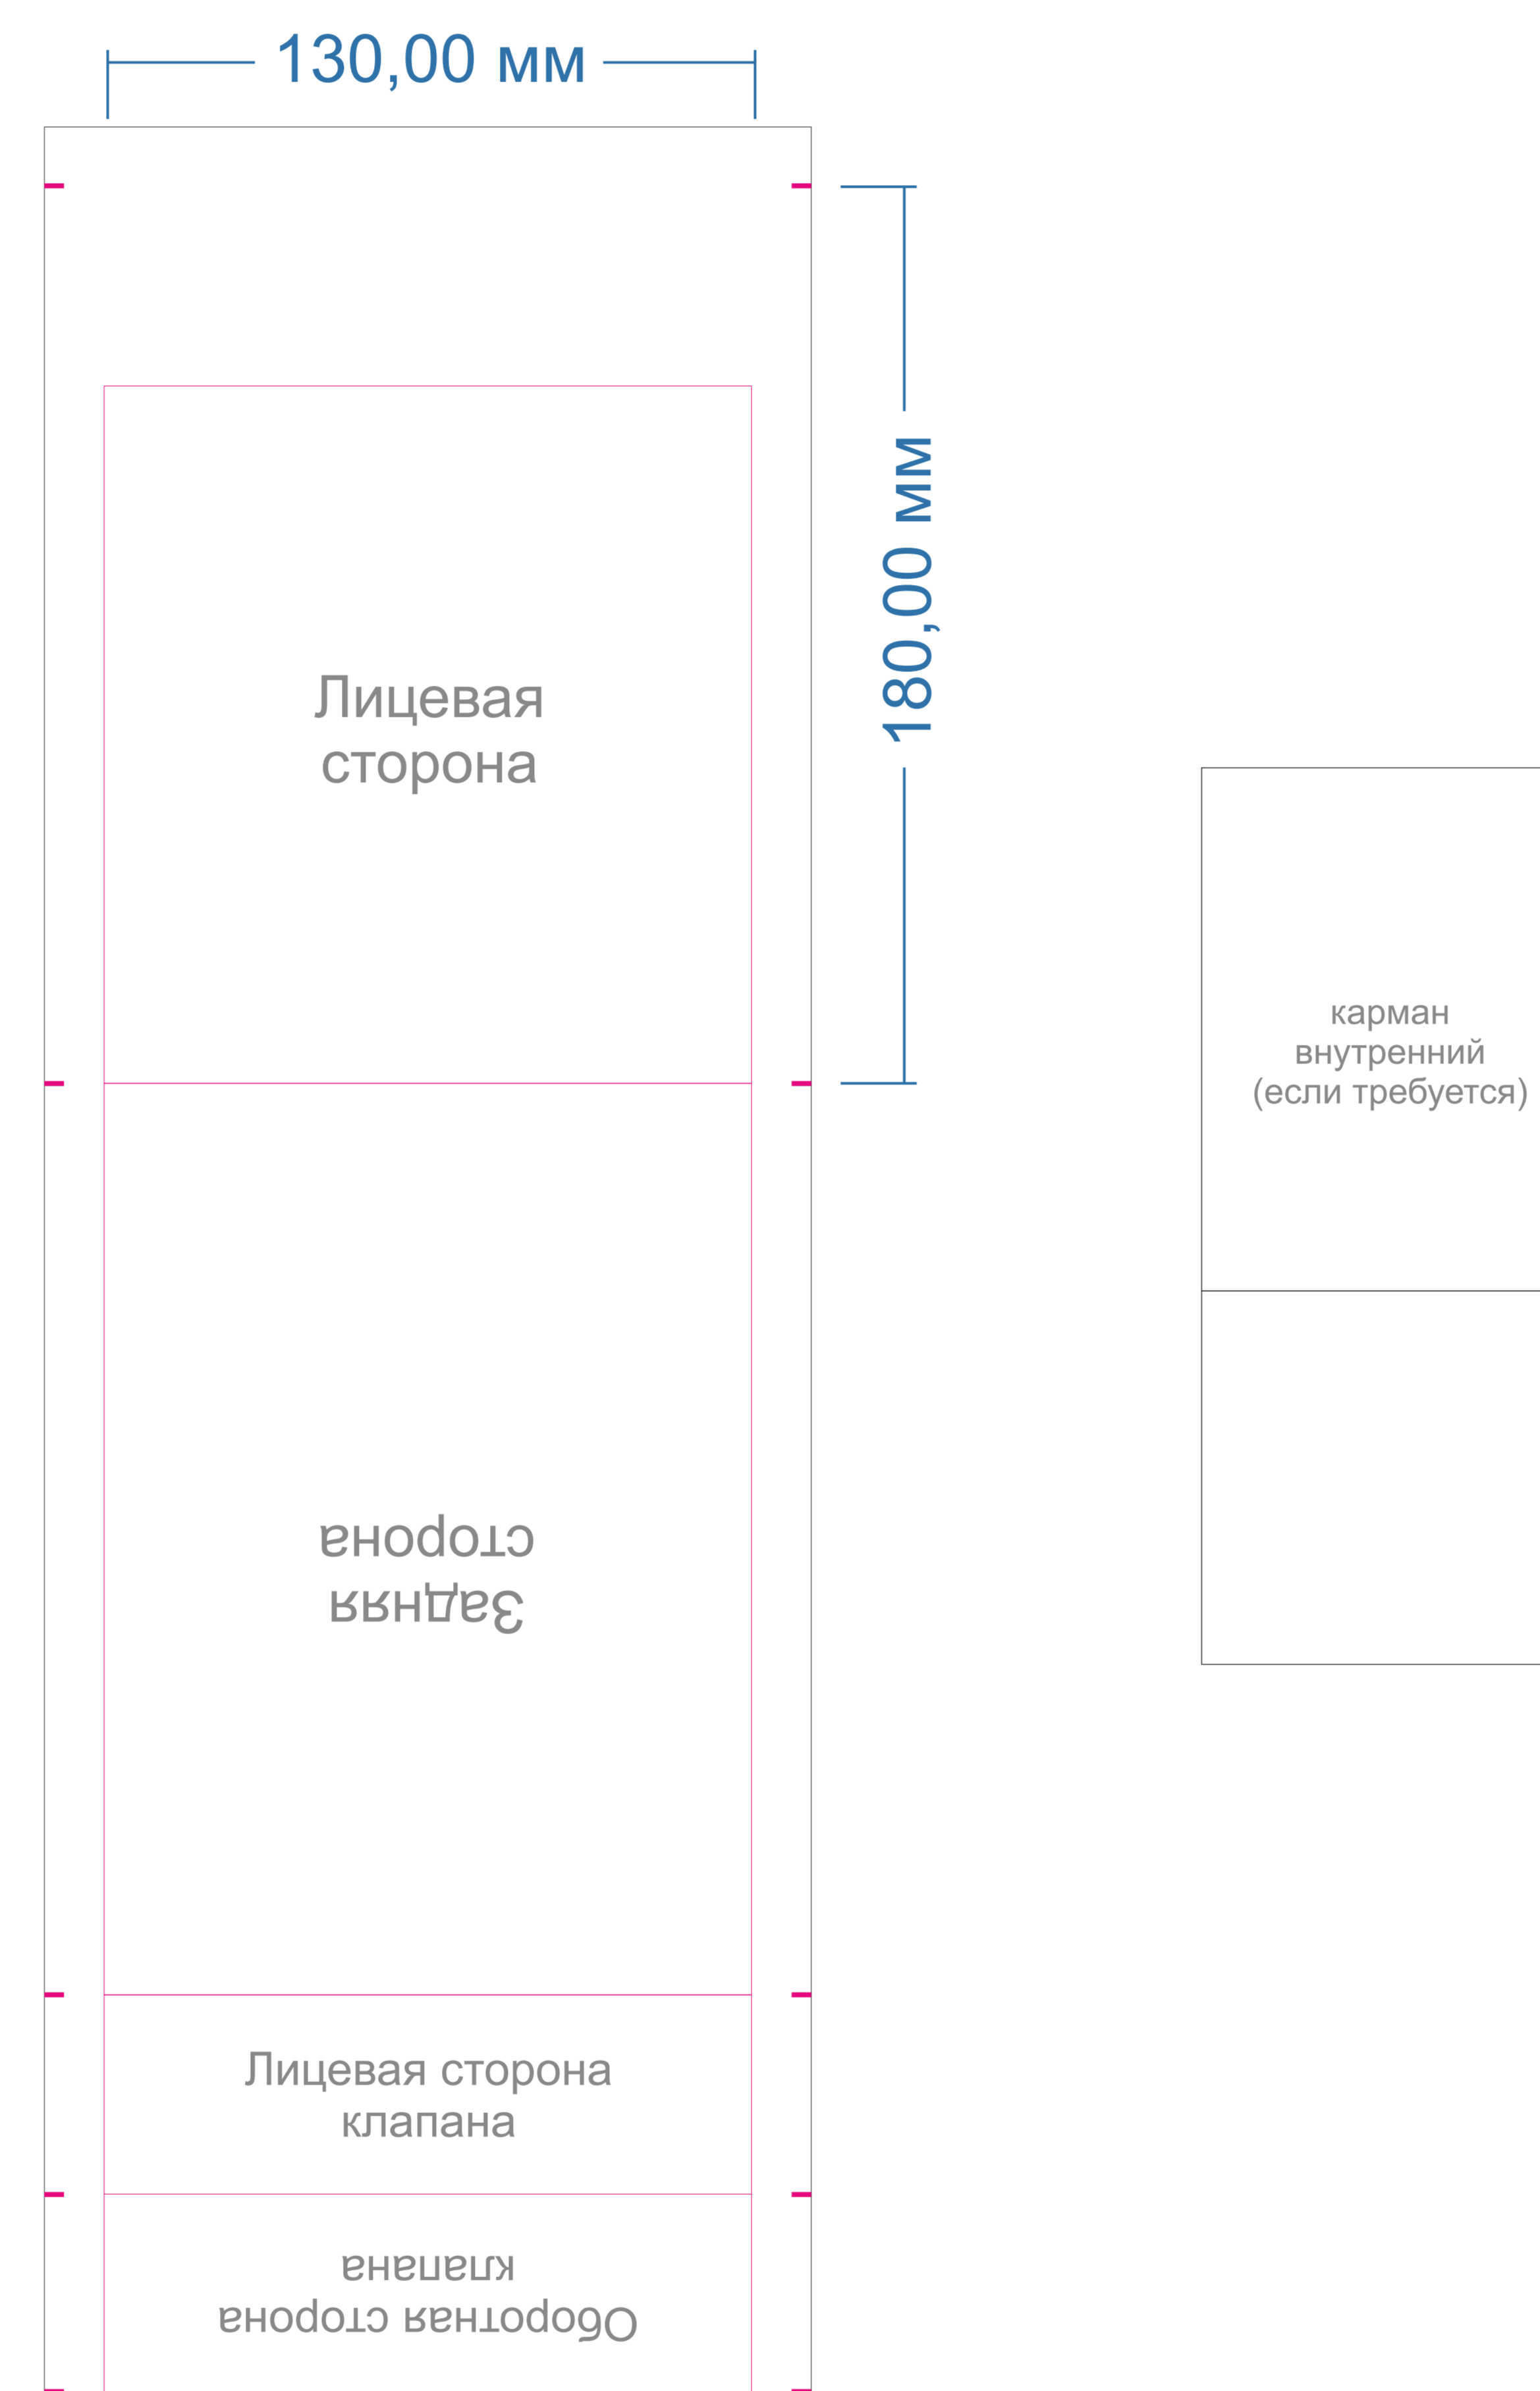 130,00 мм
180,00 мм
Лицевая
сторона
карман
внутренний
(если требуется)
Задняя
сторона
Лицевая сторона
клапана
Оборотная сторона
клапана